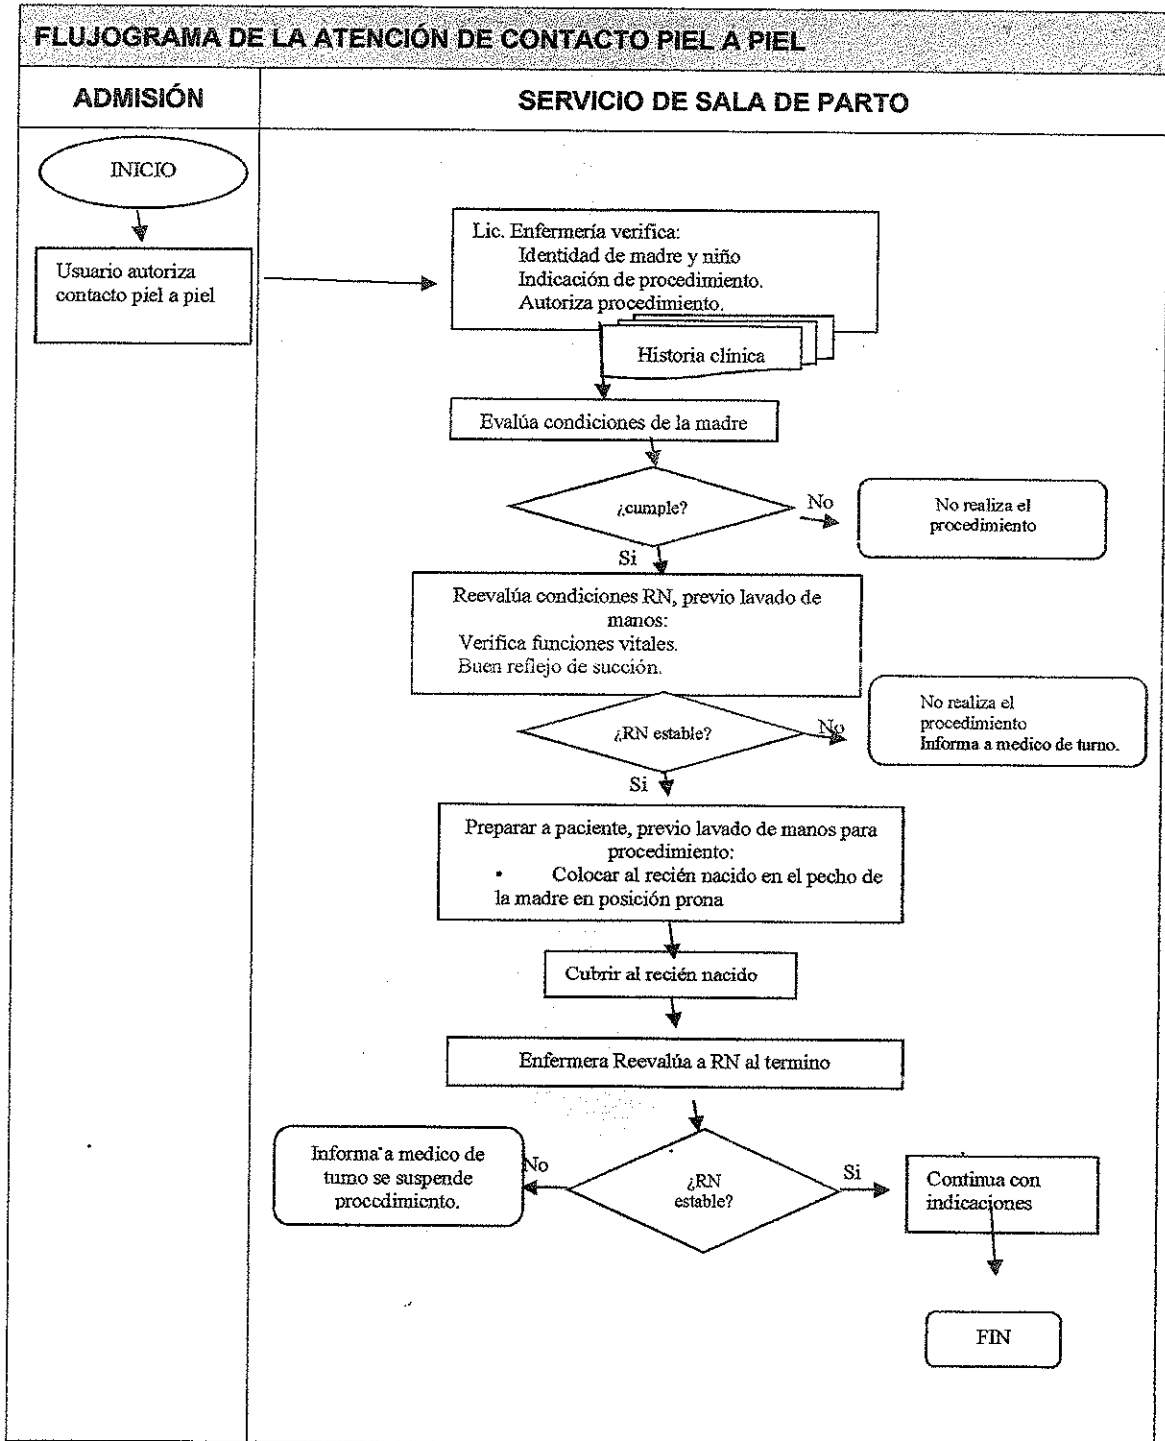 FLUJOGRAMA DE LA ATENCIÓN DE CONTACTO PIEL A PIEL
ADMISIÓN
SERVICIO DE SALA DE PARTO
INICIO
Usuario autoriza
contacto piel a piel
Lic. Enfermería verifica:
Identidad de madre y niño
Indicación de procedimiento.
Autoriza procedimiento.
Historia clínica
Evalúa condiciones de la madre
¿cumple?
No
No realiza el
procedimiento
Si
Reevalúa condiciones RN, previo lavado de
manos:
Verifica funciones vitales.
Buen reflejo de succión.
¿RN estable?
No
No realiza el
procedimiento
Informa a medico de turno.
Si
Preparar a paciente, previo lavado de manos para
procedimiento:
• Colocar al recién nacido en el pecho de
la madre en posición prona
Cubrir al recién nacido
Enfermera Reevalúa a RN al termino
¿RN
estable?
No
Informa a medico de
turno se suspende
procedimiento.
Si
Continua con
indicaciones
FIN